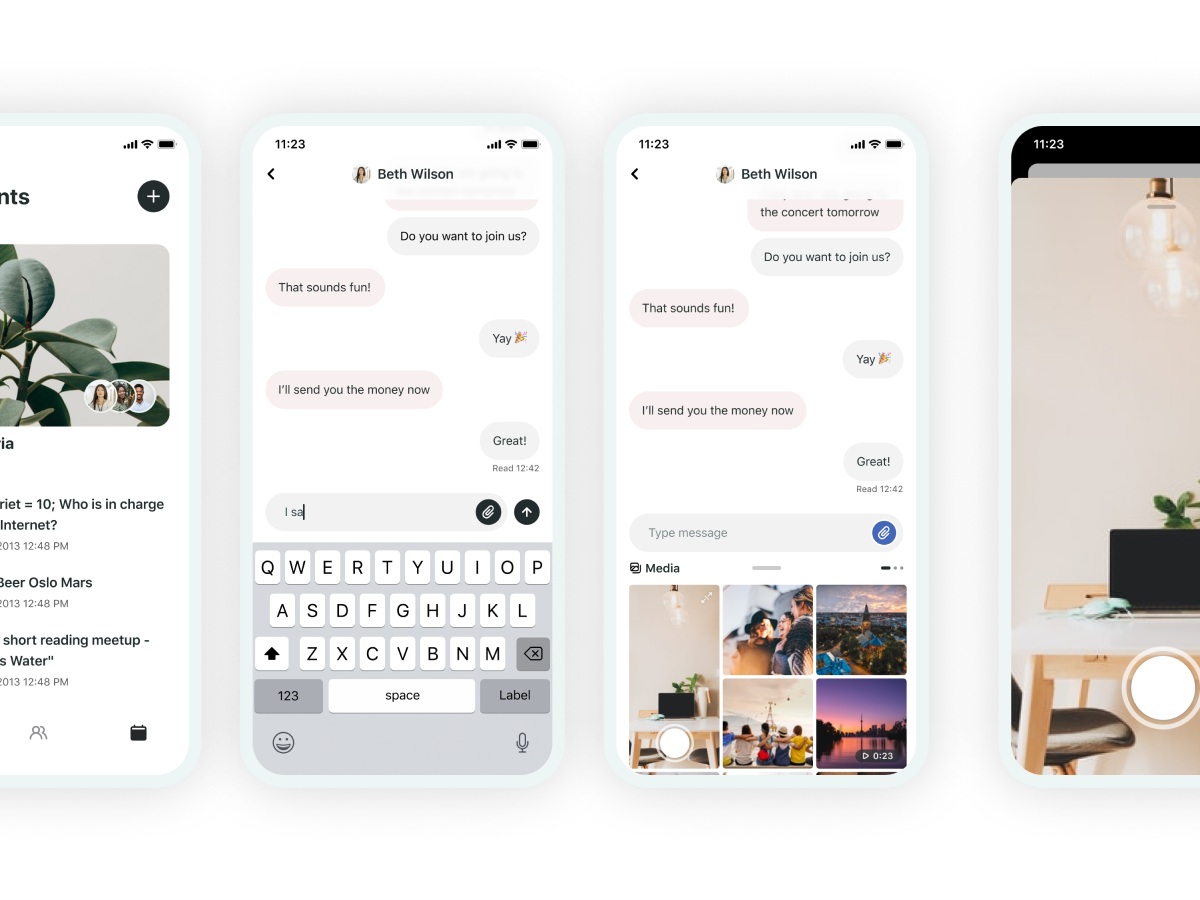 nts
ria
riet = 10; Who is in charge
Internet?
2013 12:48 PM
Beer Oslo Mars
2013 12:48 PM
short reading meetup -
s Water"
2013 12:48 PM
11:23
Beth Wilson
Do you want to join us?
That sounds fun!
Yay 🎉
I'll send you the money now
Great!
Read 12:42
I sa
Q W E R T Y U I O P
A S D F G H J K L
Z X C V B N M
123 space Label
11:23
Beth Wilson
the concert tomorrow
Do you want to join us?
That sounds fun!
Yay 🎉
I'll send you the money now
Great!
Read 12:42
Type message
Media
0:23
11:23